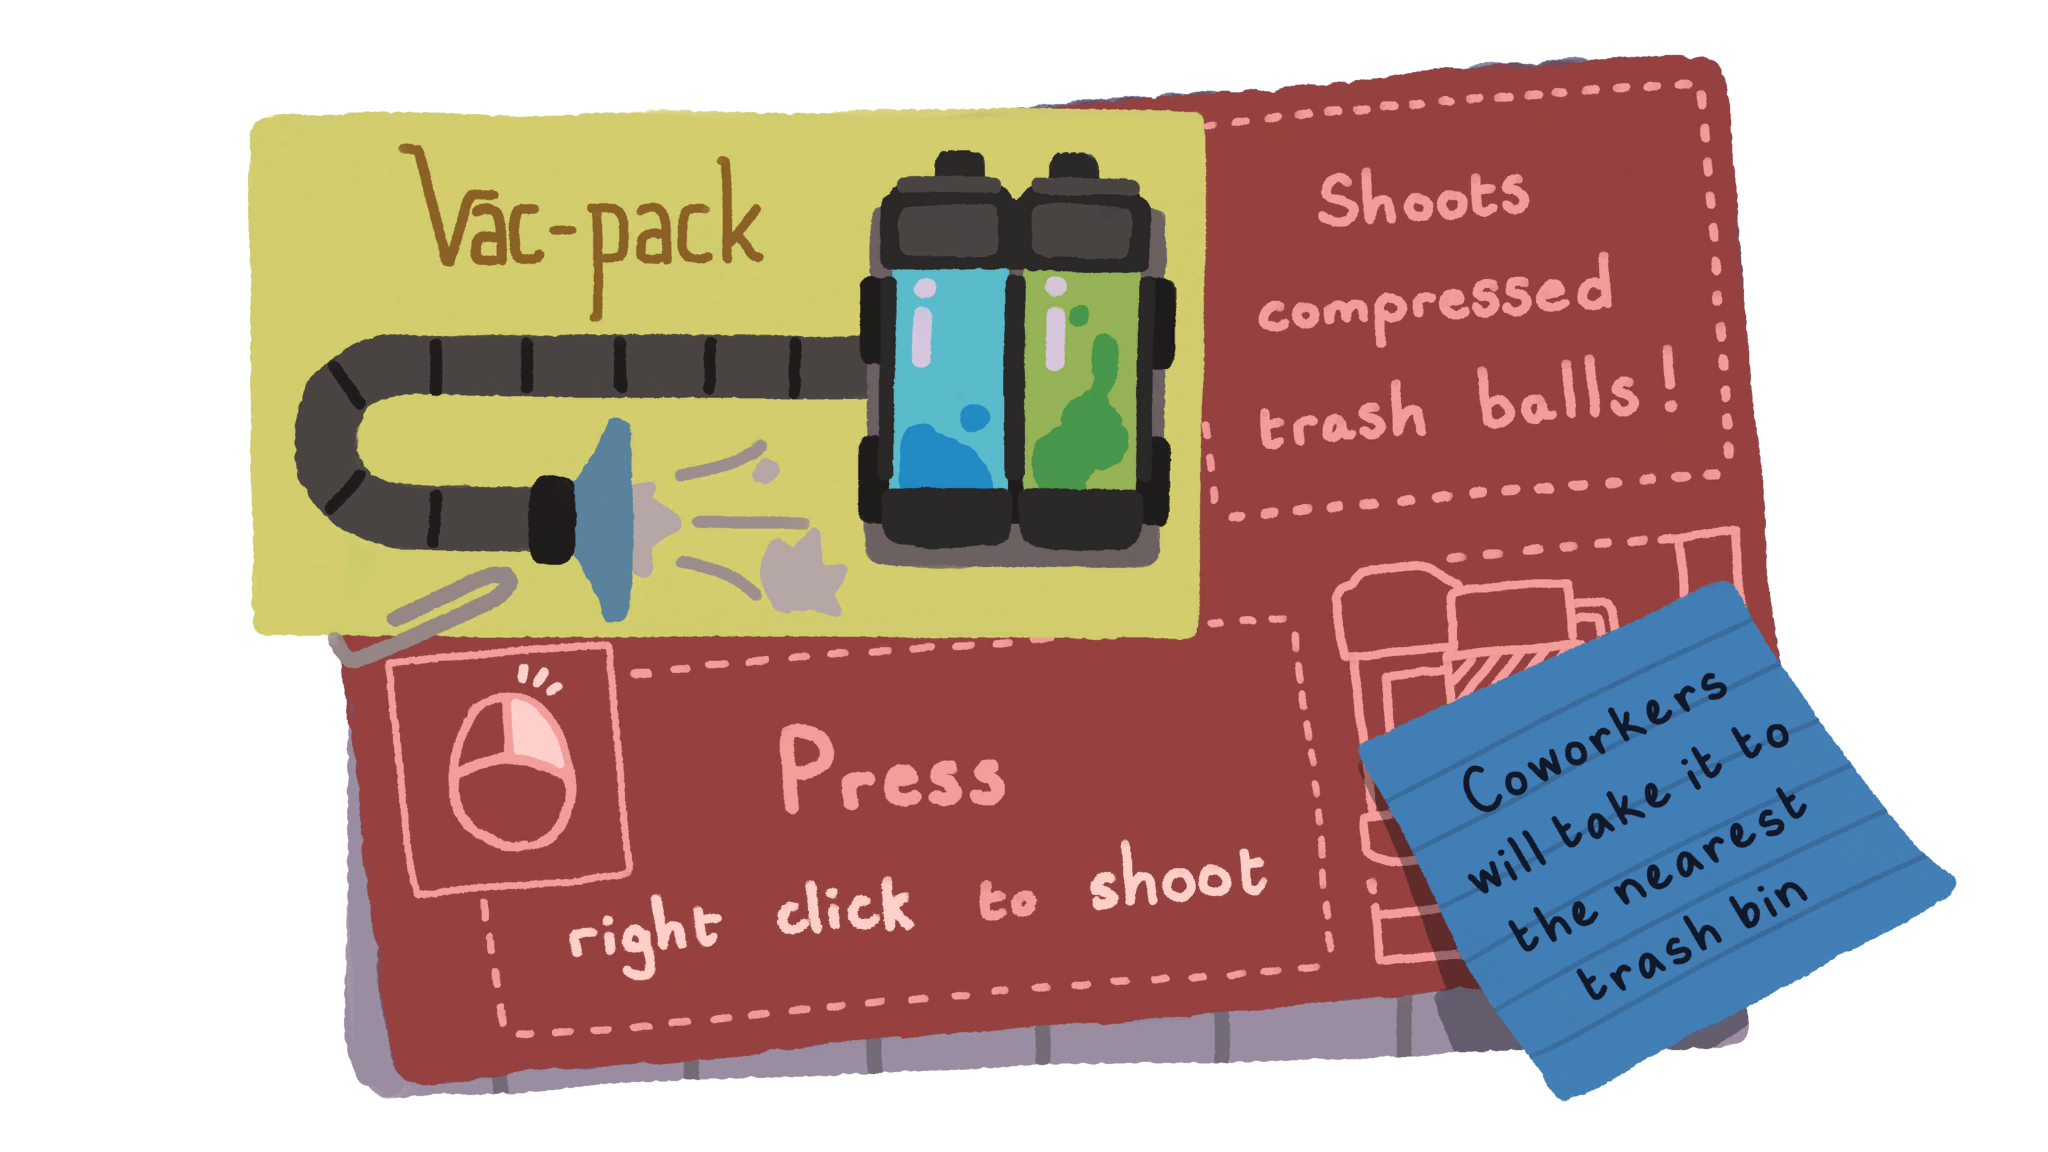 Vac-pack
Shoots
compressed
trash balls!
Press
right click to shoot
Coworkers
will take it to
the nearest
trash bin